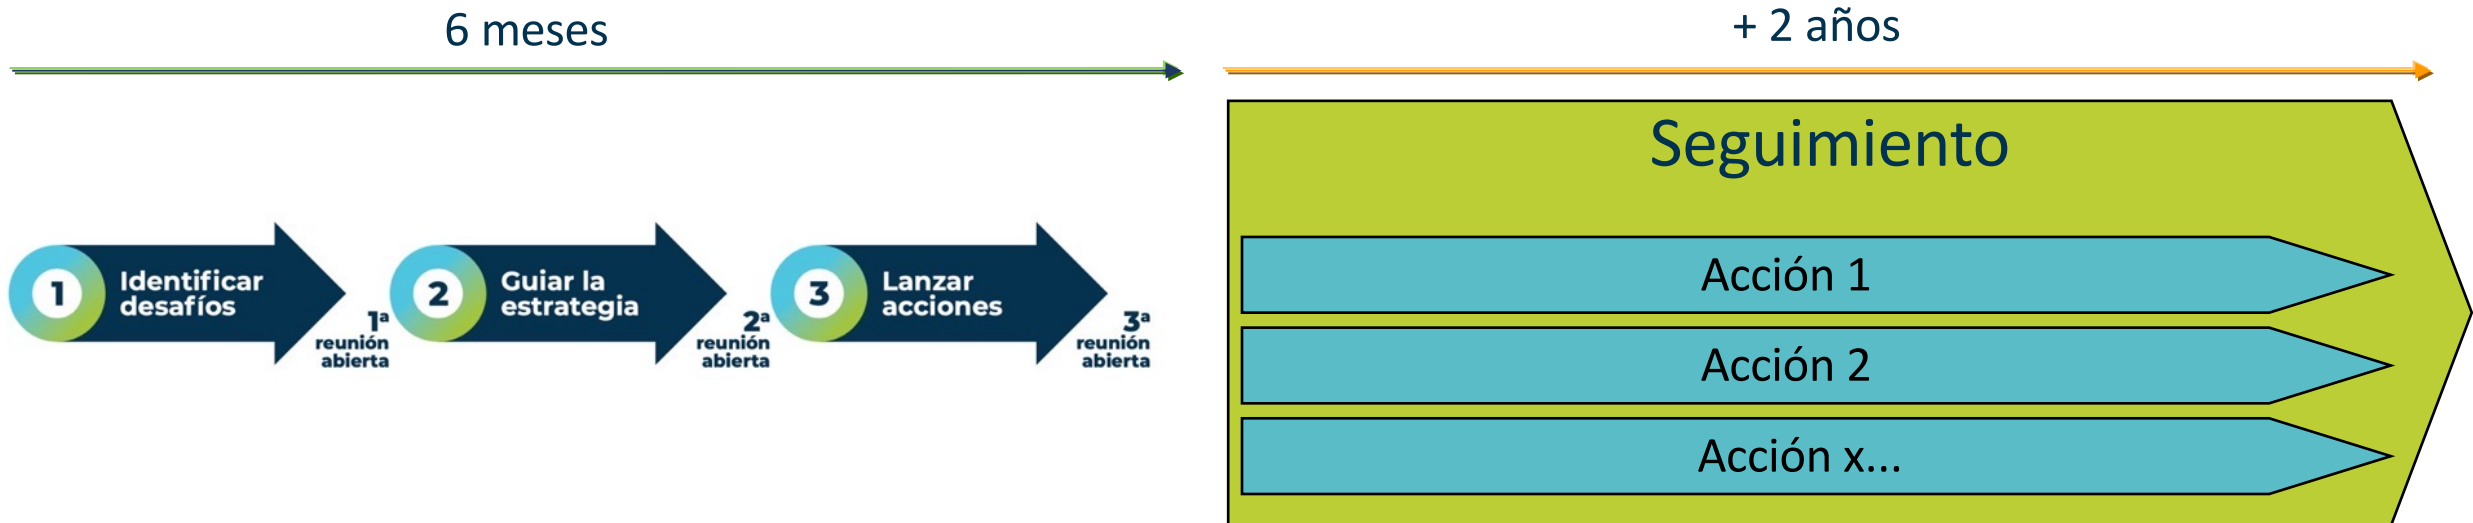 6 meses
+ 2 años
1
Identificar
desafíos
1ª
reunión
abierta
2
Guiar la
estrategia
2ª
reunión
abierta
3
Lanzar
acciones
3ª
reunión
abierta
Seguimiento
Acción 1
Acción 2
Acción x...